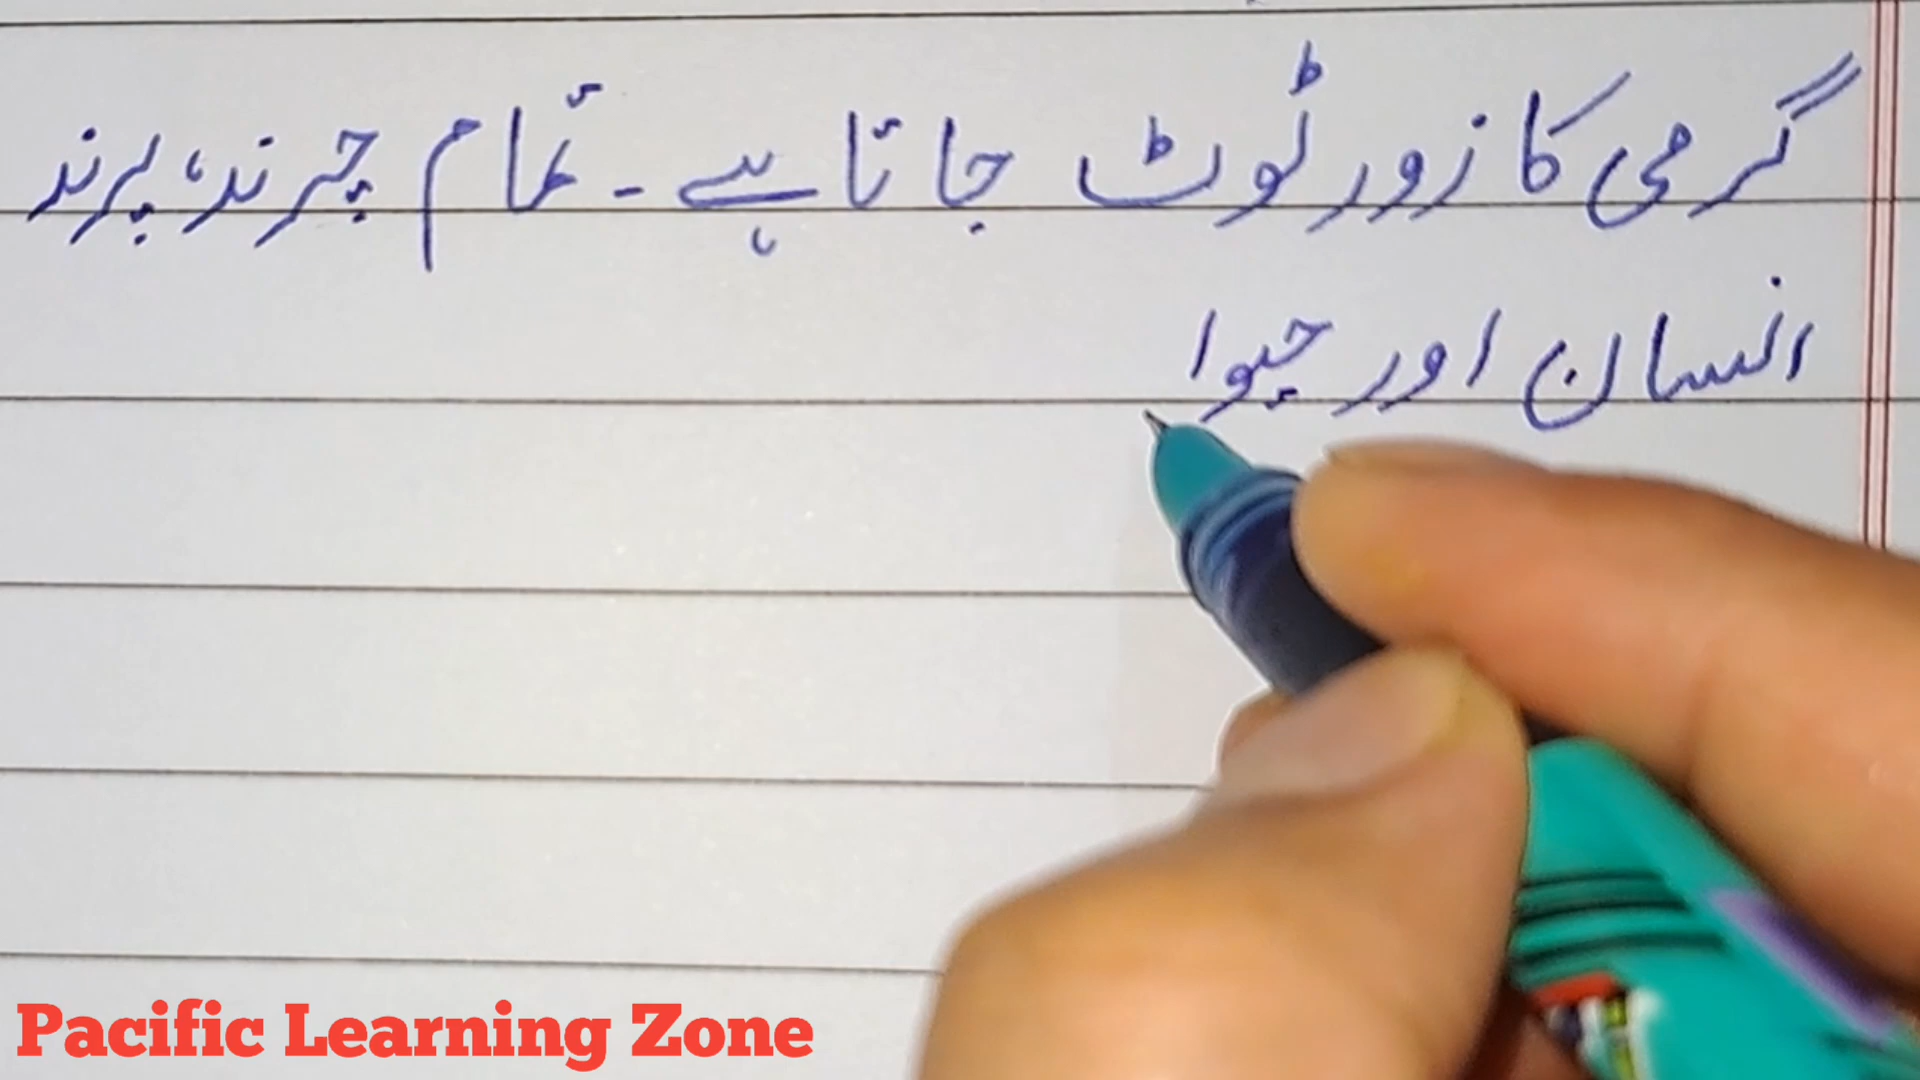 گرمی کا زور ٹوٹ جاتا ہے۔ تمام چرند، پرند
انسان اور حیوا
Pacific Learning Zone